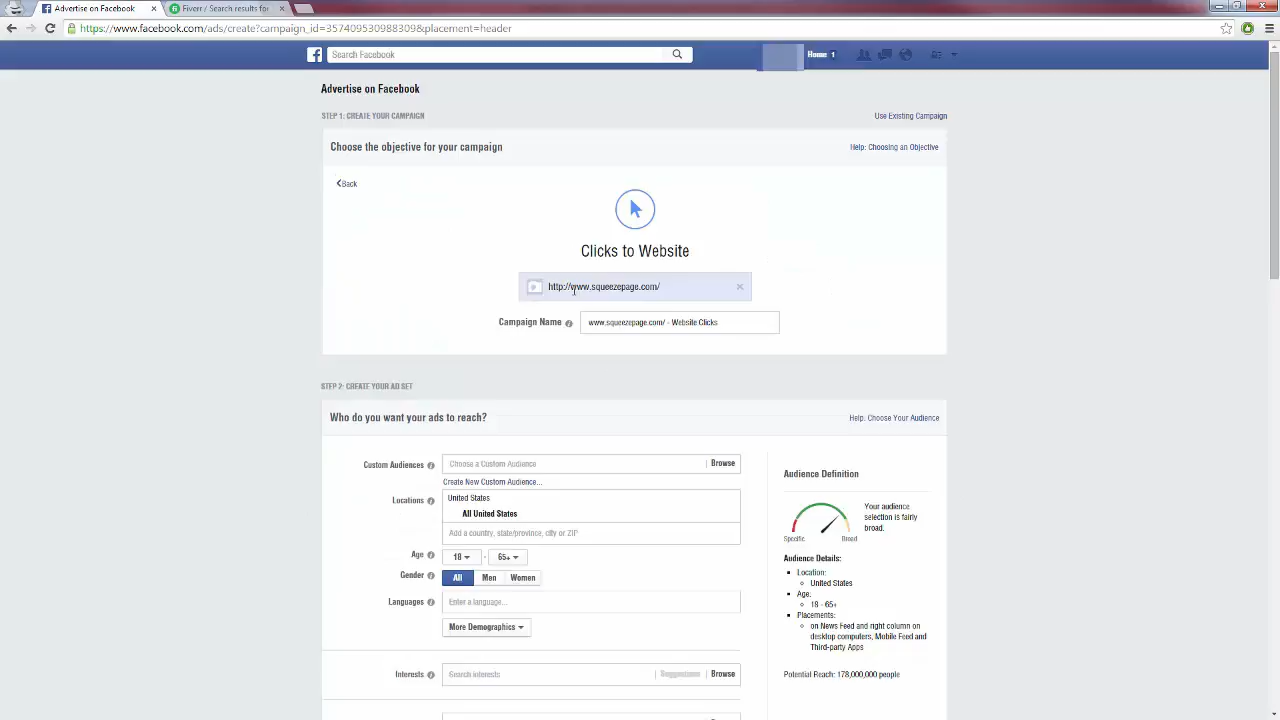 Advertise on Facebook
Fiverr / Search results for
https://www.facebook.com/ads/create?campaign_id=357409530988309&placement=header
Search Facebook
Home 1
Advertise on Facebook
STEP 1: CREATE YOUR CAMPAIGN
Use Existing Campaign
Choose the objective for your campaign
Help: Choosing an Objective
Back
Clicks to Website
http://www.squeezepage.com/
Campaign Name
www.squeezepage.com/ - Website Clicks
STEP 2: CREATE YOUR AD SET
Who do you want your ads to reach?
Help: Choose Your Audience
Custom Audiences
Choose a Custom Audience
Browse
Create New Custom Audience...
Locations
United States
All United States
Add a country, state/province, city or ZIP
Age
18 - 65+
Gender
All Men Women
Languages
Enter a language...
More Demographics
Interests
Search interests
Suggestions
Browse
Audience Definition
Your audience
selection is fairly
broad.
Specific
Broad
Audience Details:
Location:
United States
Age:
18 - 65+
Placements:
on News Feed and right column on
desktop computers, Mobile Feed and
Third-party Apps
Potential Reach: 178,000,000 people